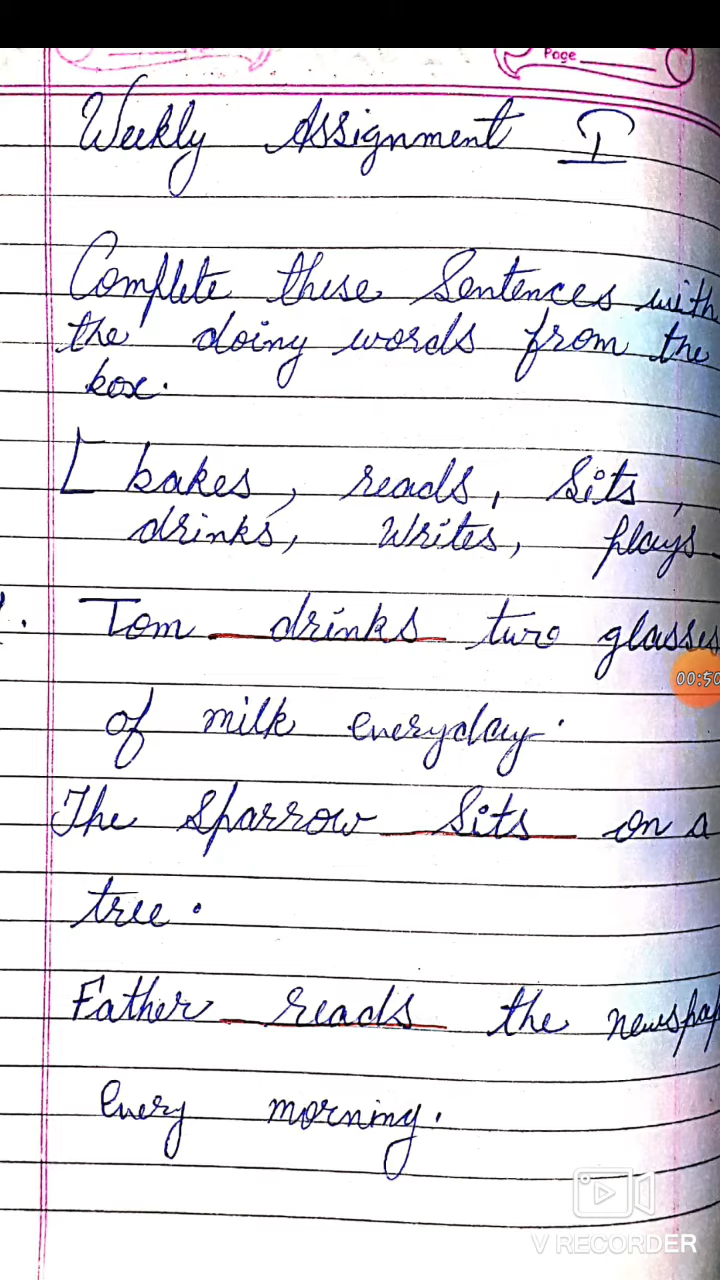 Page
Weekly Assignment I
Complete these Sentences with
the doing words from the
box.
[ bakes, reads, Sits,
drinks, Writes, plays
. Tom drinks two glasses
00:50
of milk everyday.
The Sparrow Sits on a
tree.
Father reads the newspap
every morning.
V RECORDER